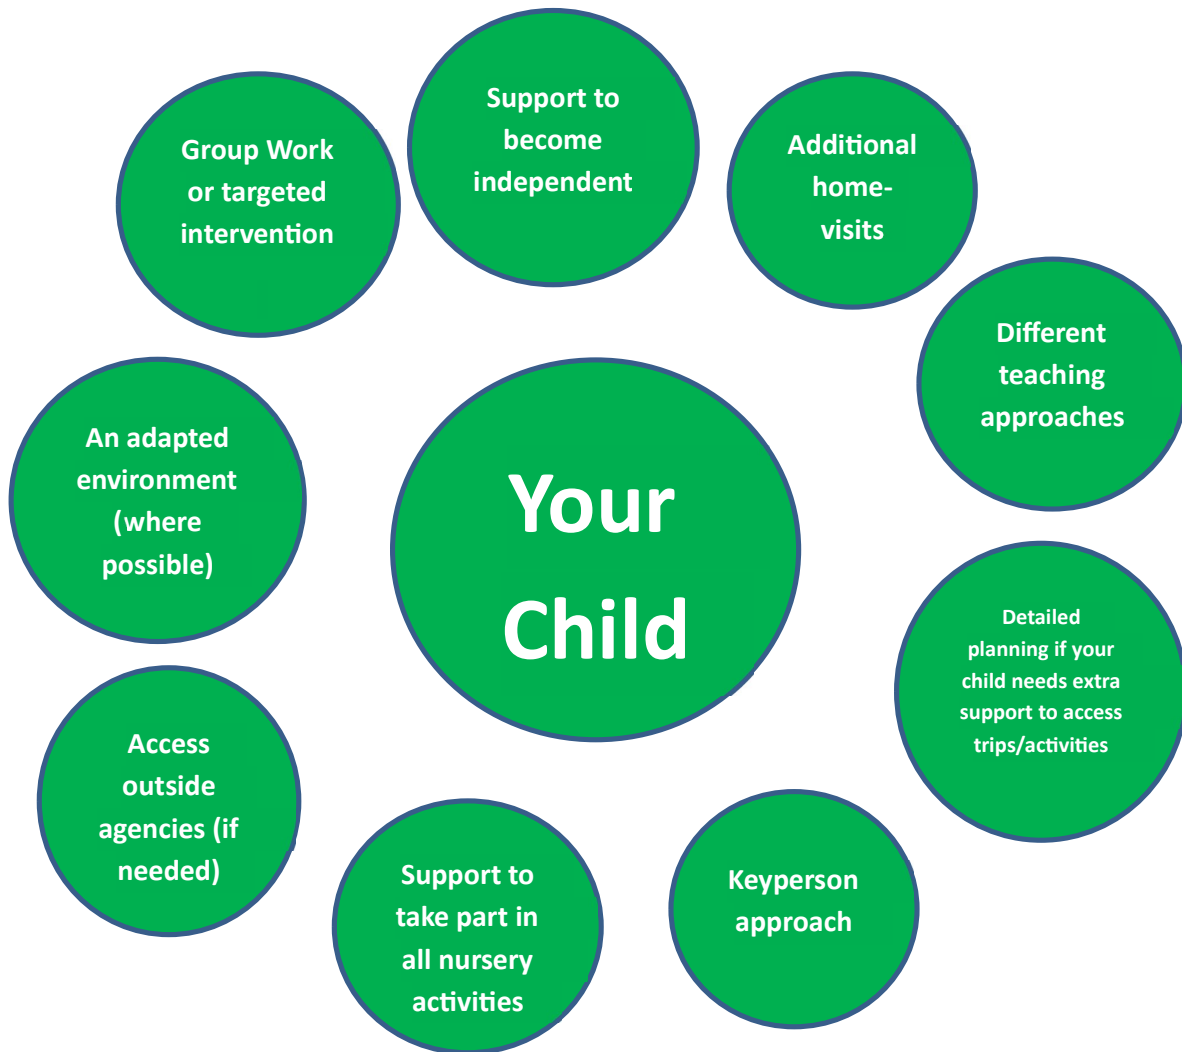 Support to
become
independent
Group Work
or targeted
intervention
Additional
home-
visits
Different
teaching
approaches
An adapted
environment
(where
possible)
Your
Child
Detailed
planning if your
child needs extra
support to access
trips/activities
Access
outside
agencies (if
needed)
Support to
take part in
all nursery
activities
Keyperson
approach